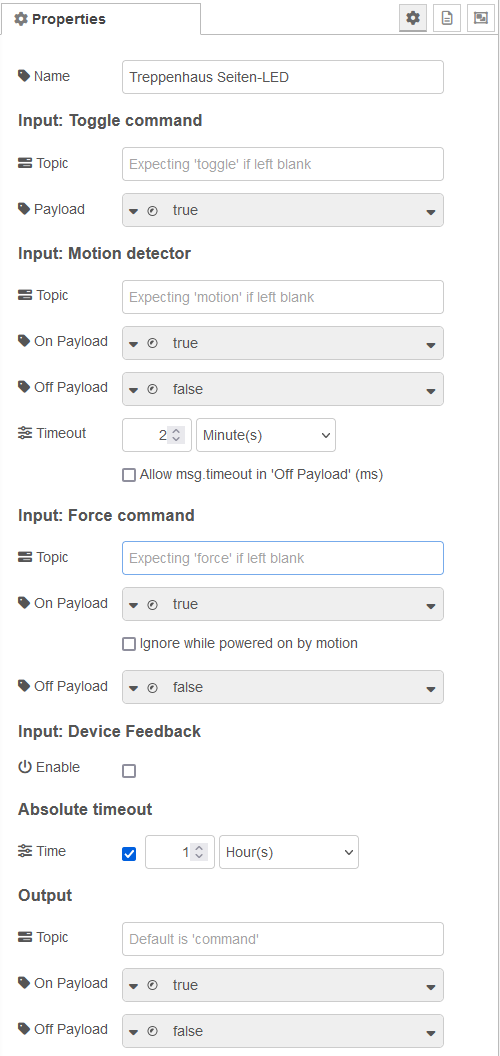 Properties
Name
Treppenhaus Seiten-LED
Input: Toggle command
Topic
Expecting 'toggle' if left blank
Payload
true
Input: Motion detector
Topic
Expecting 'motion' if left blank
On Payload
true
Off Payload
false
Timeout
2
Minute(s)
Allow msg.timeout in 'Off Payload' (ms)
Input: Force command
Topic
Expecting 'force' if left blank
On Payload
true
Ignore while powered on by motion
Off Payload
false
Input: Device Feedback
Enable
Absolute timeout
Time
1
Hour(s)
Output
Topic
Default is 'command'
On Payload
true
Off Payload
false